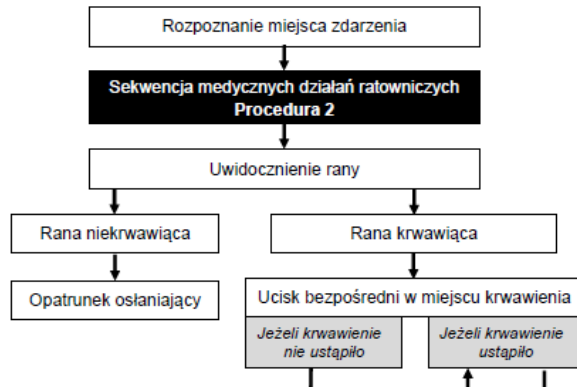 Rozpoznanie miejsca zdarzenia
Sekwencja medycznych działań ratowniczych
Procedura 2
Uwidocznienie rany
Rana niekrwawiąca
Rana krwawiąca
Opatrunek osłaniający
Ucisk bezpośredni w miejscu krwawienia
Jeżeli krwawienie
nie ustąpiło
Jeżeli krwawienie
ustąpiło